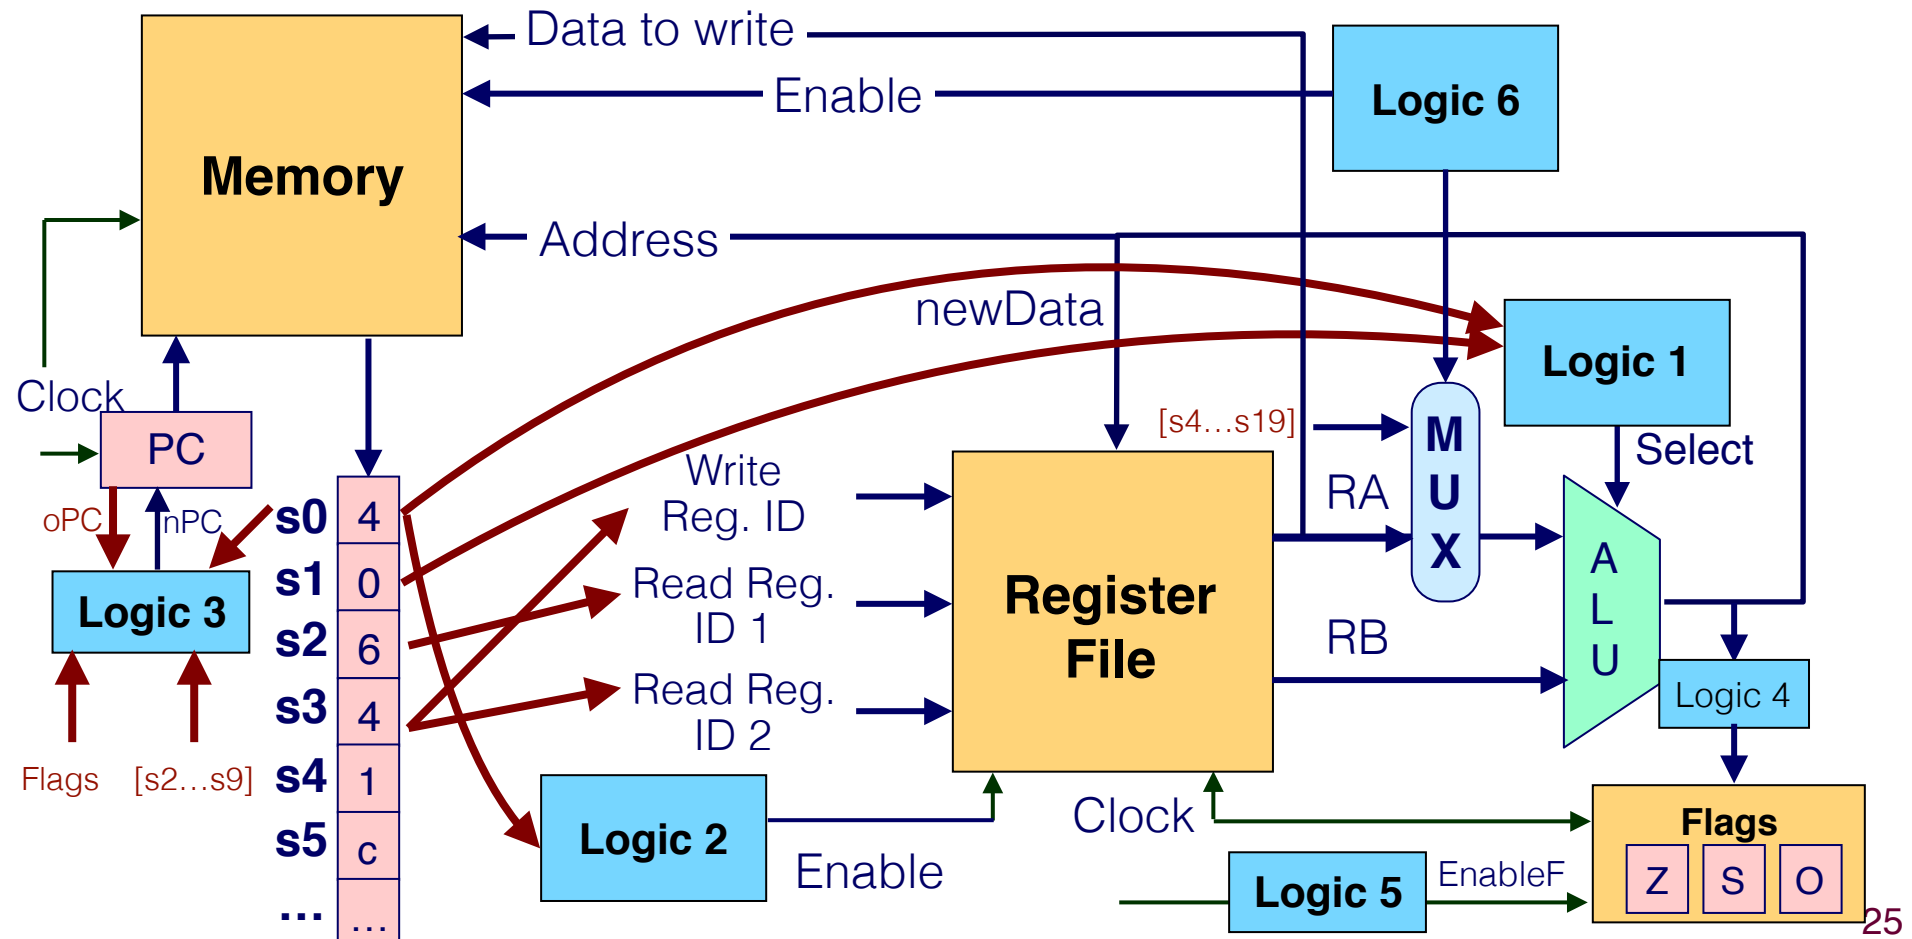 Data to write
Logic 6
Enable
Memory
Address
newData
Logic 1
Clock
[s4...s19]
M
U
X
Select
PC
Write
Reg. ID
RA
oPC
nPC
s0
4
s1
0
Read Reg.
ID 1
Register
File
A
L
U
Logic 3
s2
6
RB
s3
4
Read Reg.
ID 2
Logic 4
Flags
[s2...s9]
s4
1
Clock
Flags
s5
c
Logic 2
Enable
Logic 5
EnableF
Z
S
O
...
...
25